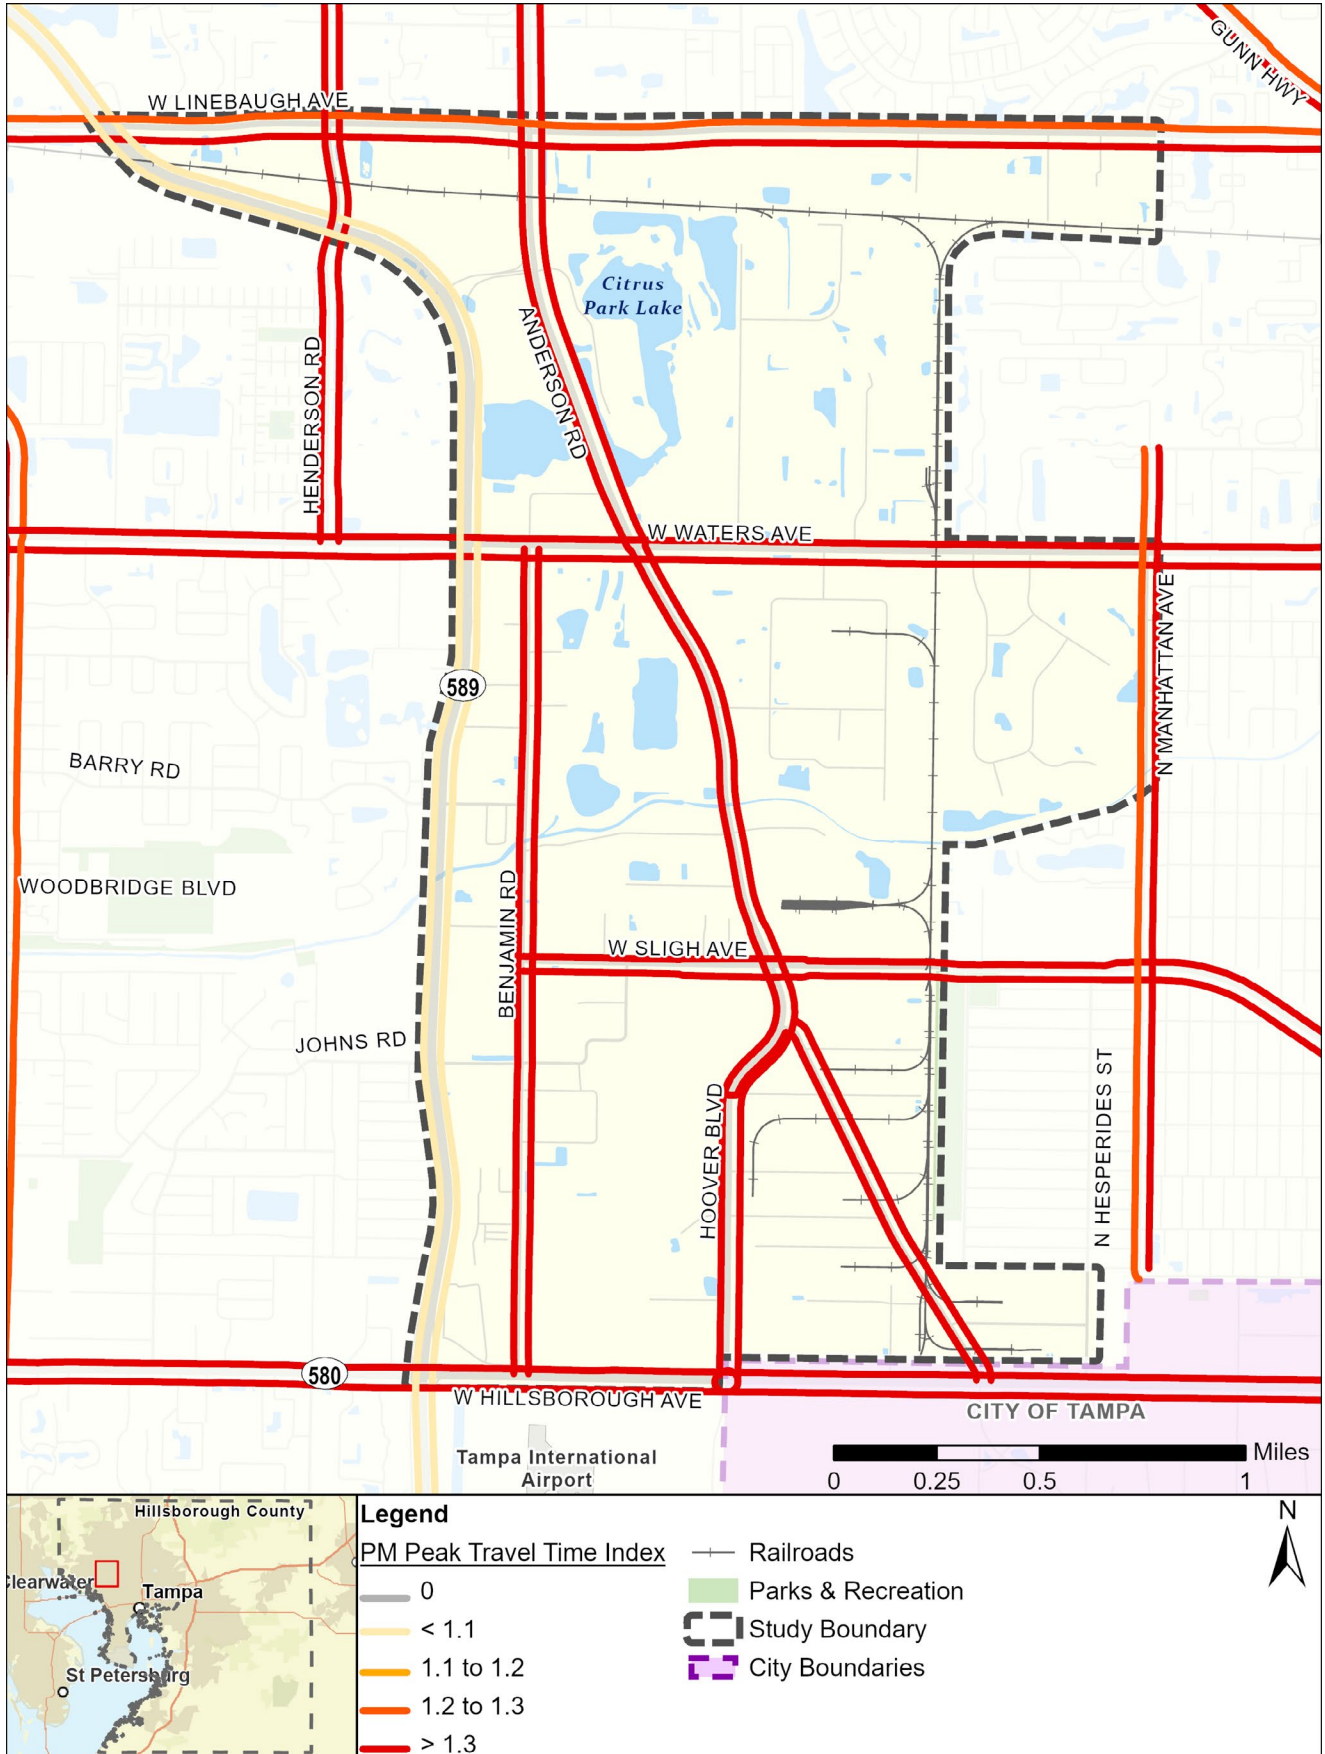 GUNN HWY
W LINEBAUGH AVE
Citrus
Park Lake
ANDERSON RD
HENDERSON RD
W WATERS AVE
N MANHATTAN AVE
589
BARRY RD
WOODBRIDGE BLVD
BENJAMIN RD
W SLIGH AVE
JOHNS RD
HOOVER BLVD
N HESPERIDES ST
580
W HILLSBOROUGH AVE
CITY OF TAMPA
Tampa International
Airport
Miles
0 0.25 0.5 1
Hillsborough County
Clearwater
Tampa
St Petersburg
Legend
PM Peak Travel Time Index
0
< 1.1
1.1 to 1.2
1.2 to 1.3
> 1.3
Railroads
Parks & Recreation
Study Boundary
City Boundaries
N